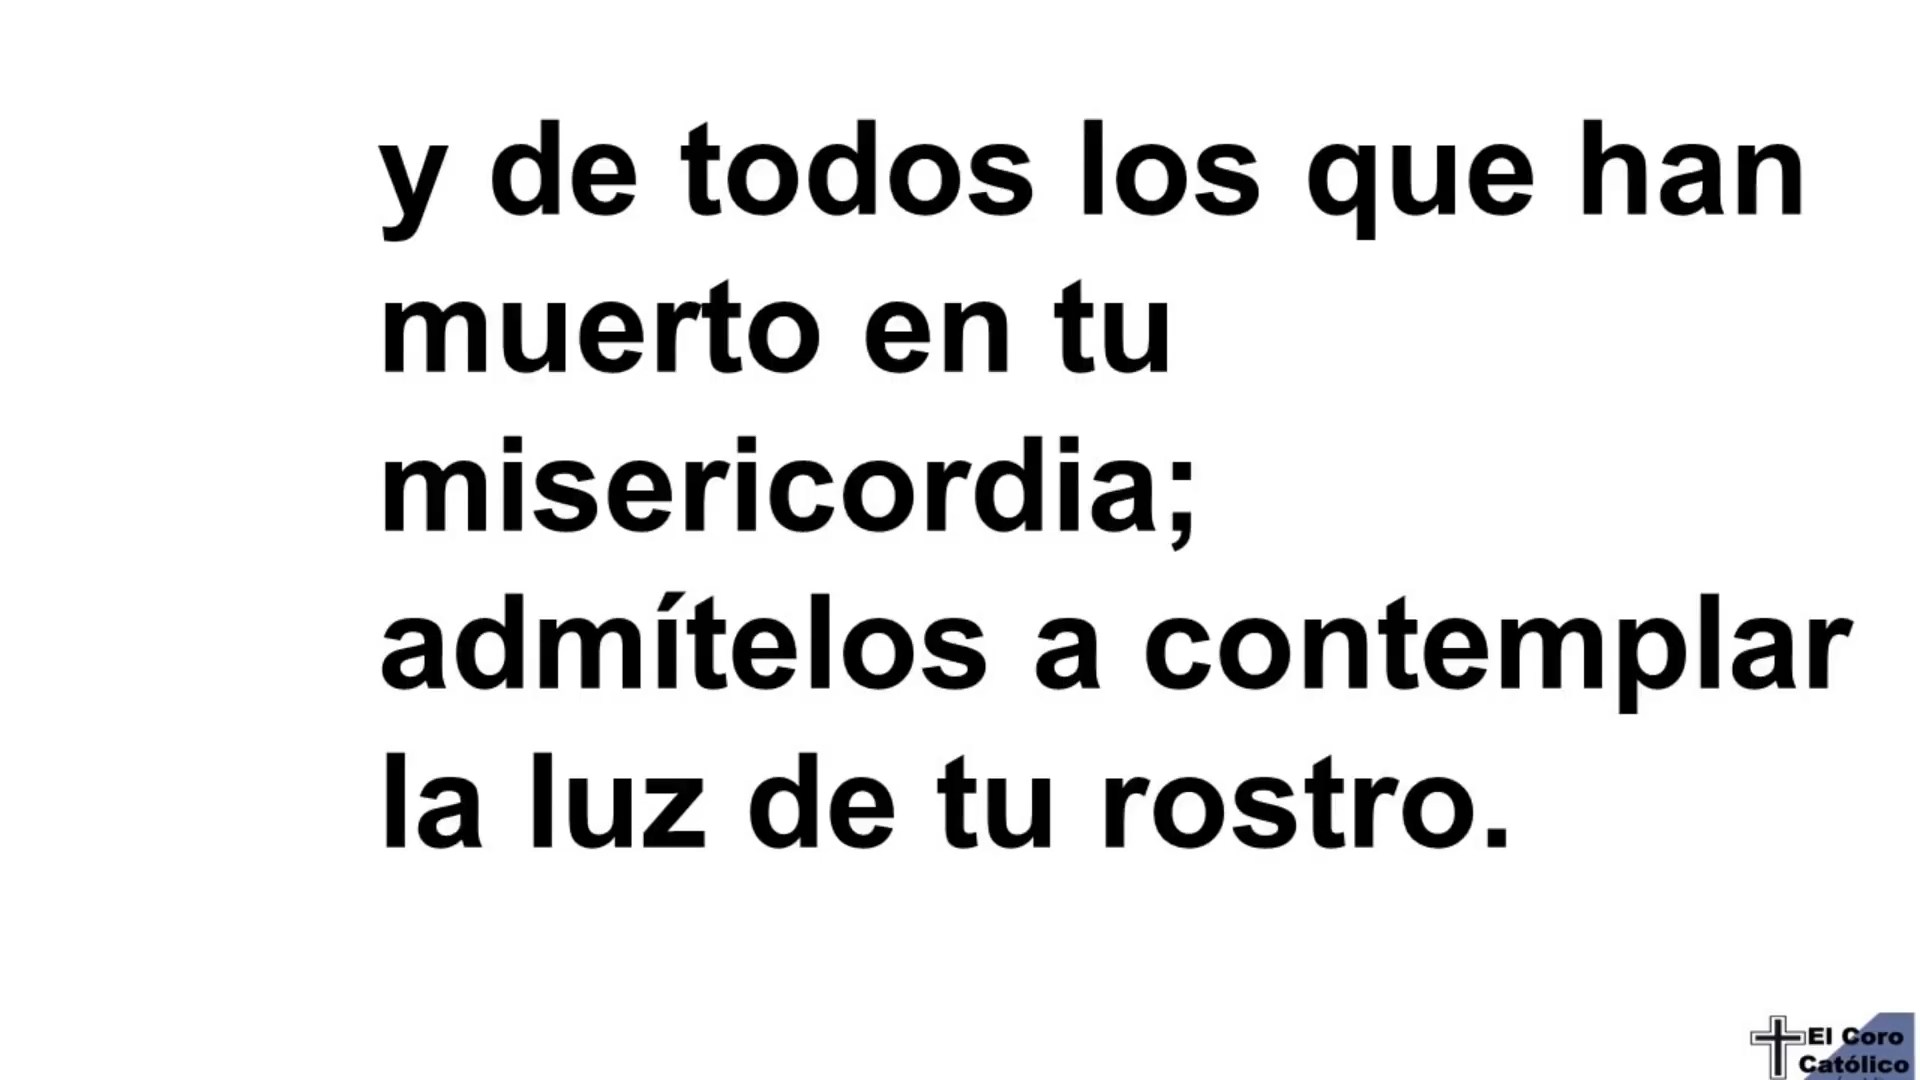 y de todos los que han
muerto en tu
misericordia;
admítelos a contemplar
la luz de tu rostro.
El Coro
Católico